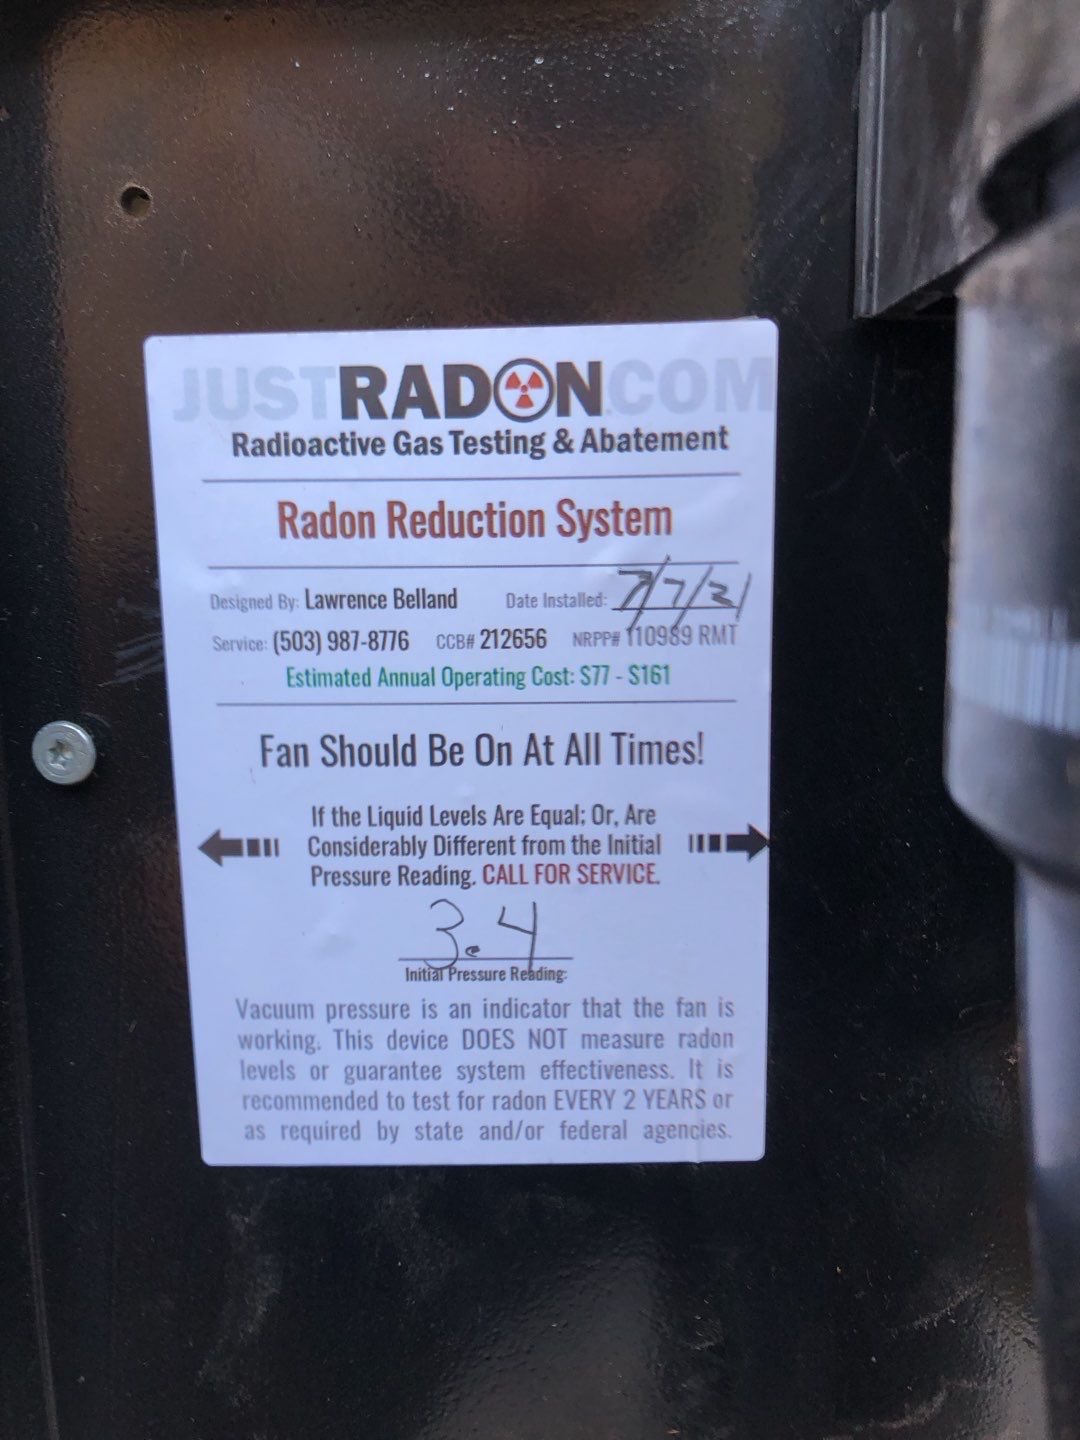 JUSTRADON.COM
Radioactive Gas Testing & Abatement
Radon Reduction System
Designed By: Lawrence Belland Date Installed: 7/7/21
Service: (503) 987-8776 CCB# 212656 NRPP# 110989 RMT
Estimated Annual Operating Cost: $77 - $161
Fan Should Be On At All Times!
If the Liquid Levels Are Equal; Or, Are
Considerably Different from the Initial
Pressure Reading. CALL FOR SERVICE.
3.4
Initial Pressure Reading:
Vacuum pressure is an indicator that the fan is
working. This device DOES NOT measure radon
levels or guarantee system effectiveness. It is
recommended to test for radon EVERY 2 YEARS or
as required by state and/or federal agencies.